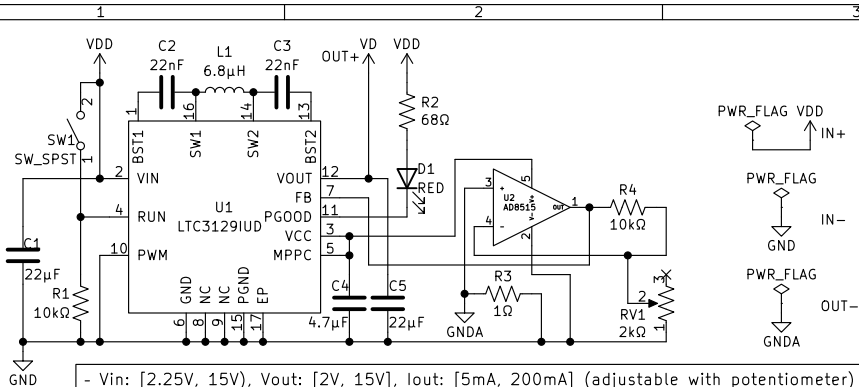 1 2 3
VDD C2 L1 C3 VD VDD
22nF 6.8µH 22nF OUT+
R2
68Ω
PWR_FLAG VDD
IN+
2
SW1
SW_SPST
1
1 16 14 13
BST1 SW1 SW2 BST2
2 VIN VOUT 12
D1
RED
FB 7
4 RUN U1 PGOOD 11
LTC3129IUD
VCC 3
10 PWM MPPC 5
3 + 5 V+
U2
AD8515
OUT 1
4 - V- 2
R4
10kΩ
PWR_FLAG
IN-
GND
C1
22µF
R1
10kΩ
GND NC NC PGND EP
6 8 9 15 17
C4 C5
4.7µF 22µF
R3
1Ω
GNDA
3
2
RV1
2kΩ
1
PWR_FLAG
OUT-
GNDA
GND
- Vin: [2.25V, 15V), Vout: [2V, 15V], Iout: [5mA, 200mA] (adjustable with potentiometer)